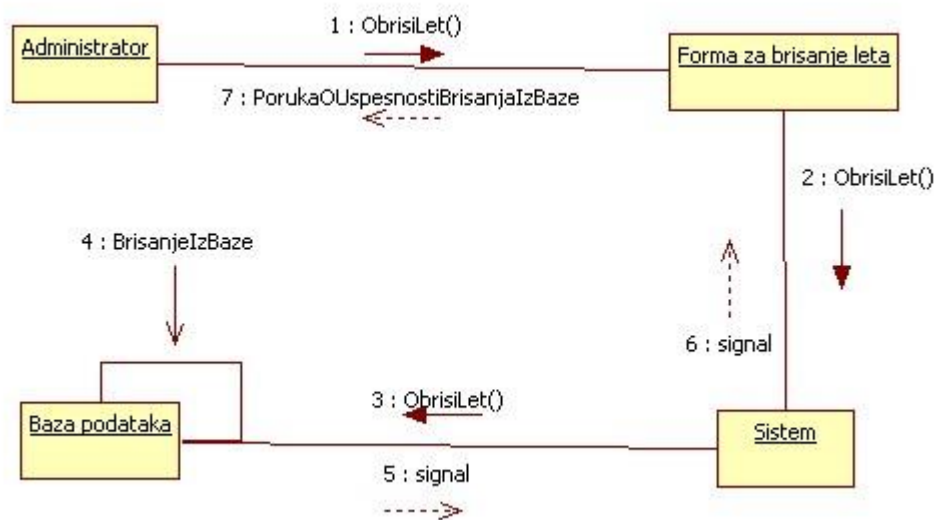 1 : ObrisiLet()
Administrator
Forma za brisanje leta
7 : PorukaOUspesnostiBrisanjaIzBaze
2 : ObrisiLet()
4 : BrisanjeIzBaze
6 : signal
3 : ObrisiLet()
Baza podataka
Sistem
5 : signal